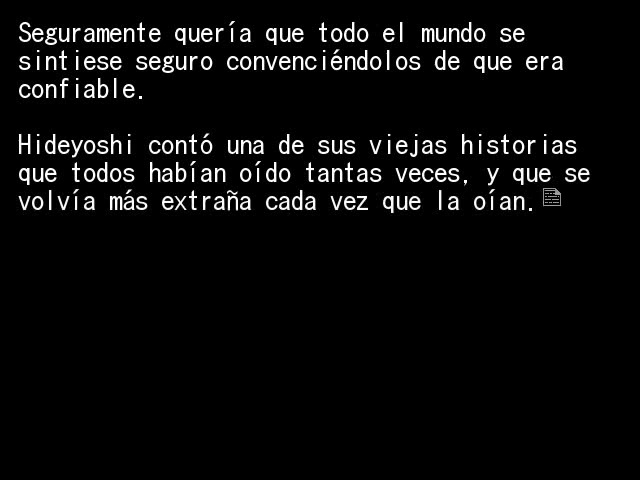 Seguramente quería que todo el mundo se
sintiese seguro convenciéndolos de que era
confiable.
Hideyoshi contó una de sus viejas historias
que todos habían oído tantas veces, y que se
volvía más extraña cada vez que la oían.